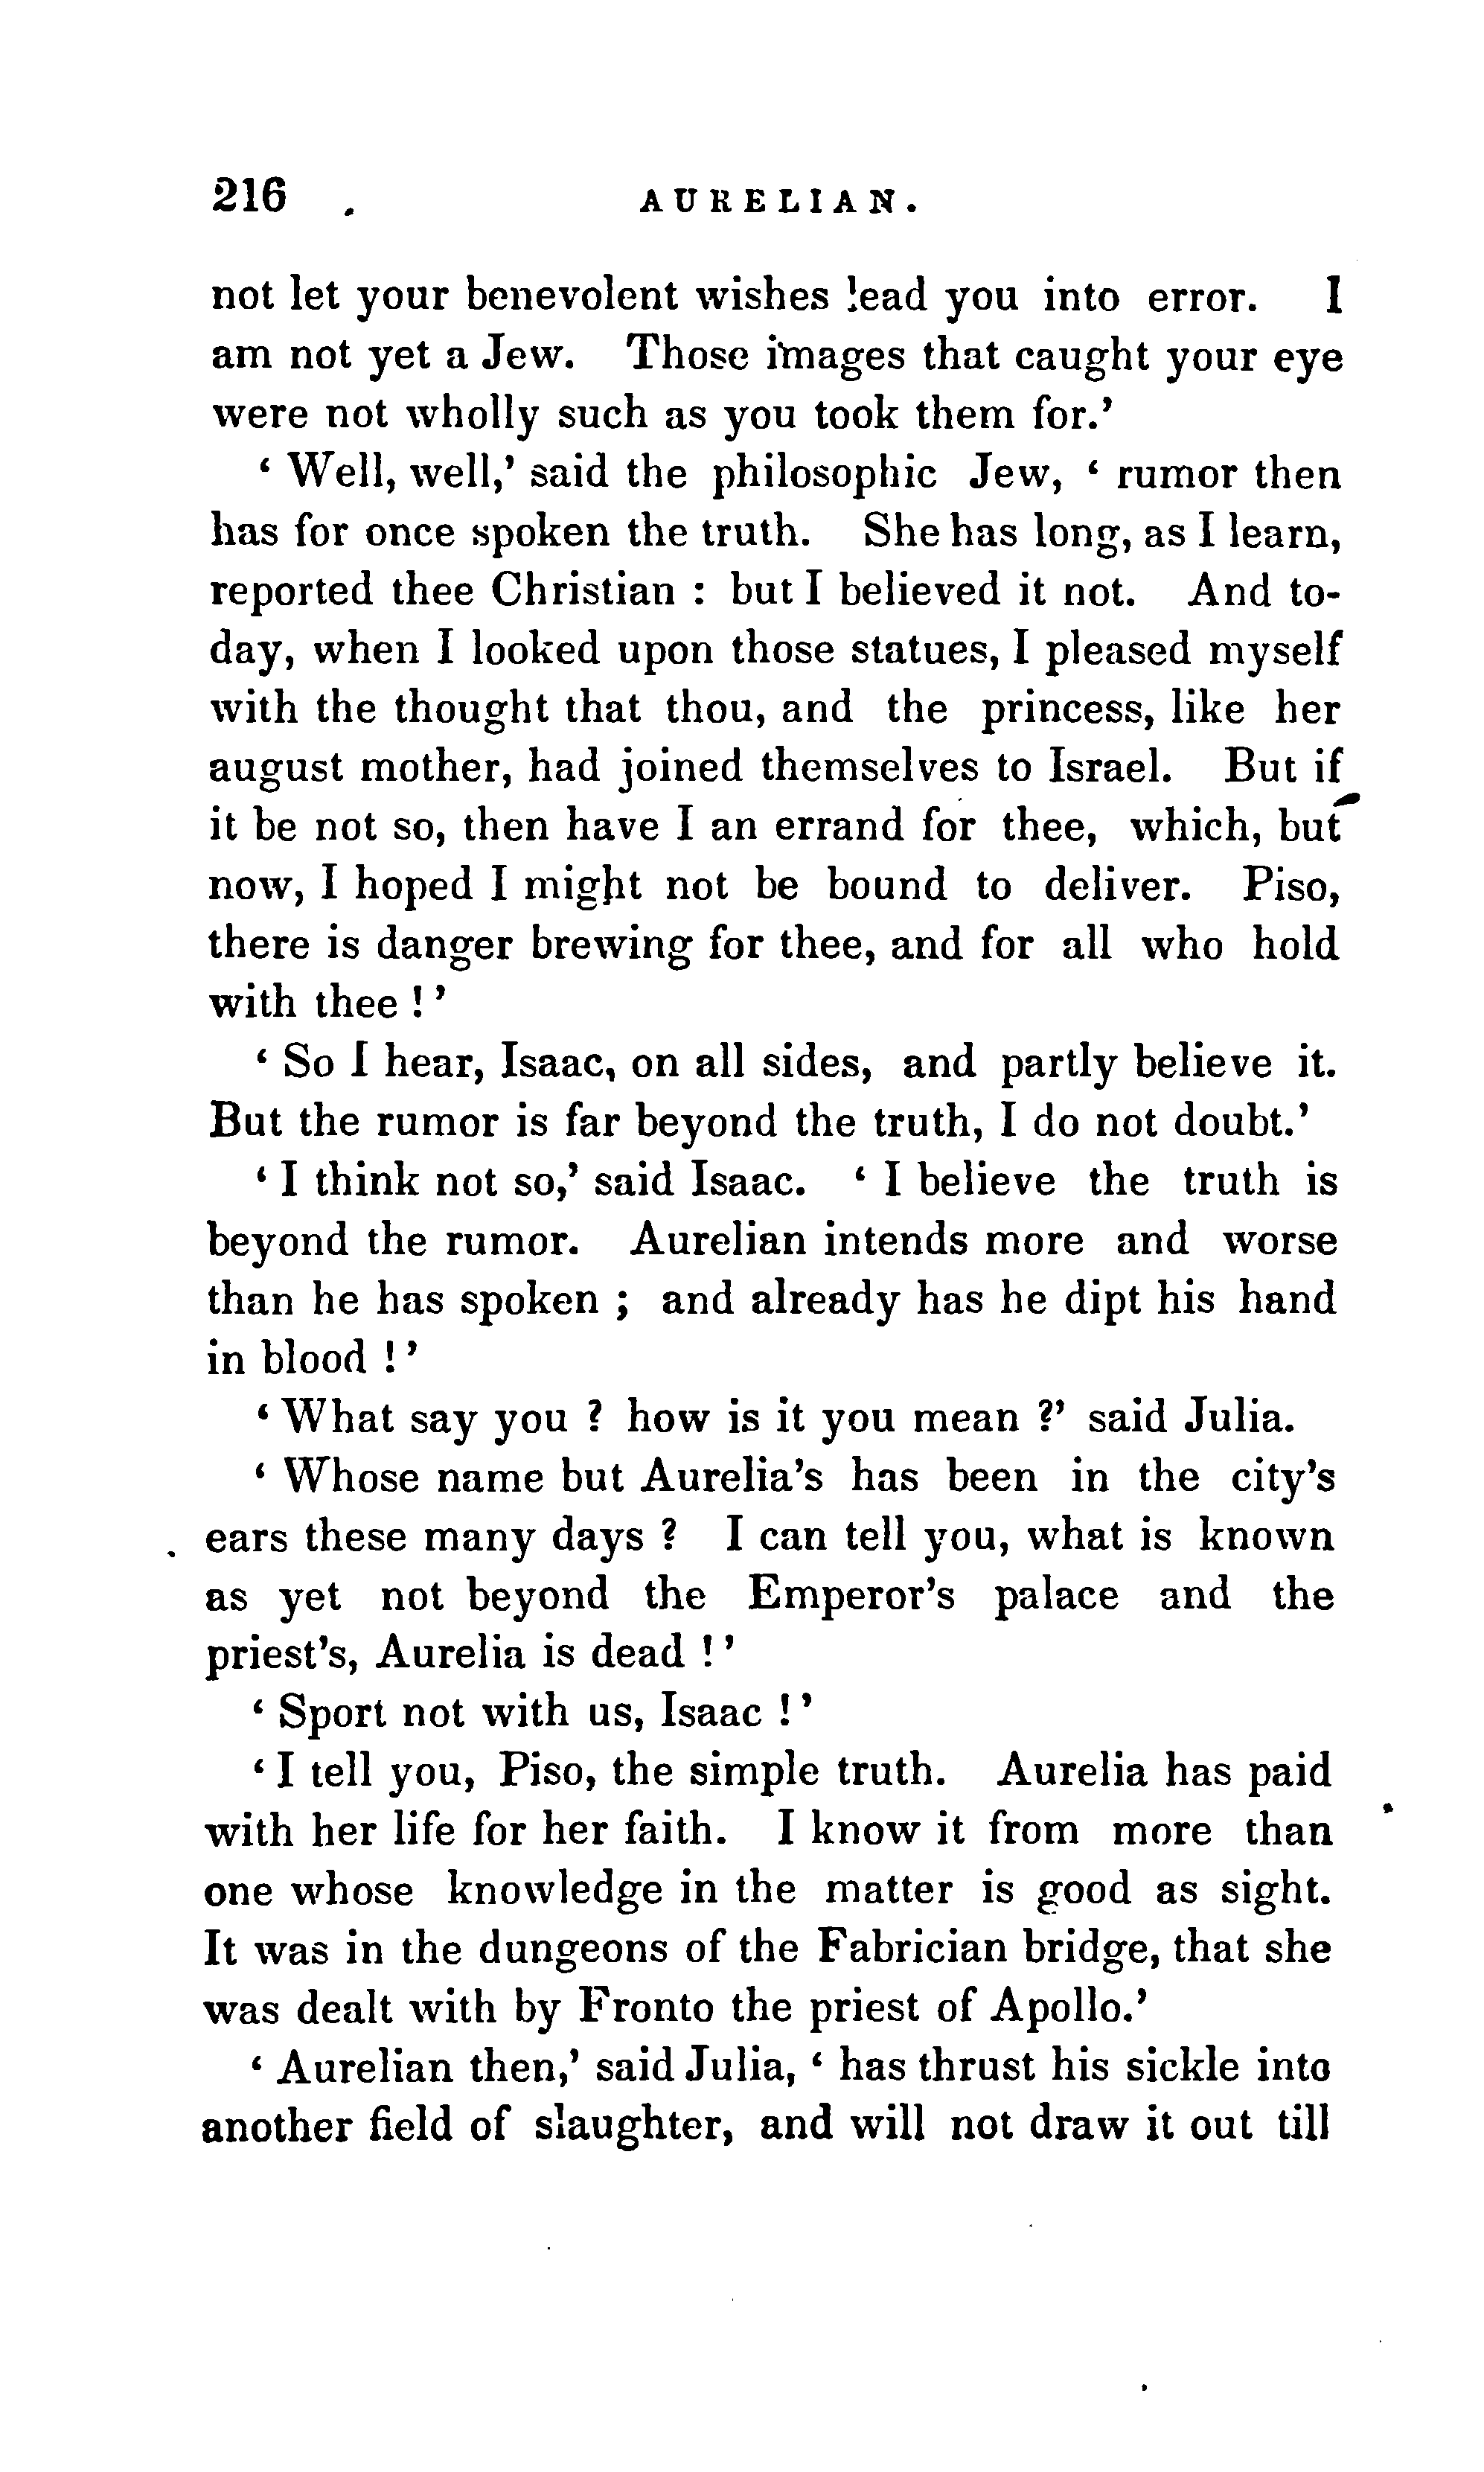 216 . AURELIAN.
not let your benevolent wishes lead you into error. I
am not yet a Jew. Those images that caught your eye
were not wholly such as you took them for.’
‘ Well, well,’ said the philosophic Jew, ‘ rumor then
has for once spoken the truth. She has long, as I learn,
reported thee Christian : but I believed it not. And to-
day, when I looked upon those statues, I pleased myself
with the thought that thou, and the princess, like her
august mother, had joined themselves to Israel. But if
it be not so, then have I an errand for thee, which, but
now, I hoped I might not be bound to deliver. Piso,
there is danger brewing for thee, and for all who hold
with thee ! ’
‘ So I hear, Isaac, on all sides, and partly believe it.
But the rumor is far beyond the truth, I do not doubt.’
‘ I think not so,’ said Isaac. ‘ I believe the truth is
beyond the rumor. Aurelian intends more and worse
than he has spoken ; and already has he dipt his hand
in blood ! ’
‘ What say you ? how is it you mean ?’ said Julia.
‘ Whose name but Aurelia’s has been in the city’s
ears these many days ? I can tell you, what is known
as yet not beyond the Emperor’s palace and the
priest’s, Aurelia is dead ! ’
‘ Sport not with us, Isaac ! ’
‘ I tell you, Piso, the simple truth. Aurelia has paid
with her life for her faith. I know it from more than
one whose knowledge in the matter is good as sight.
It was in the dungeons of the Fabrician bridge, that she
was dealt with by Fronto the priest of Apollo.’
‘ Aurelian then,’ said Julia, ‘ has thrust his sickle into
another field of slaughter, and will not draw it out till